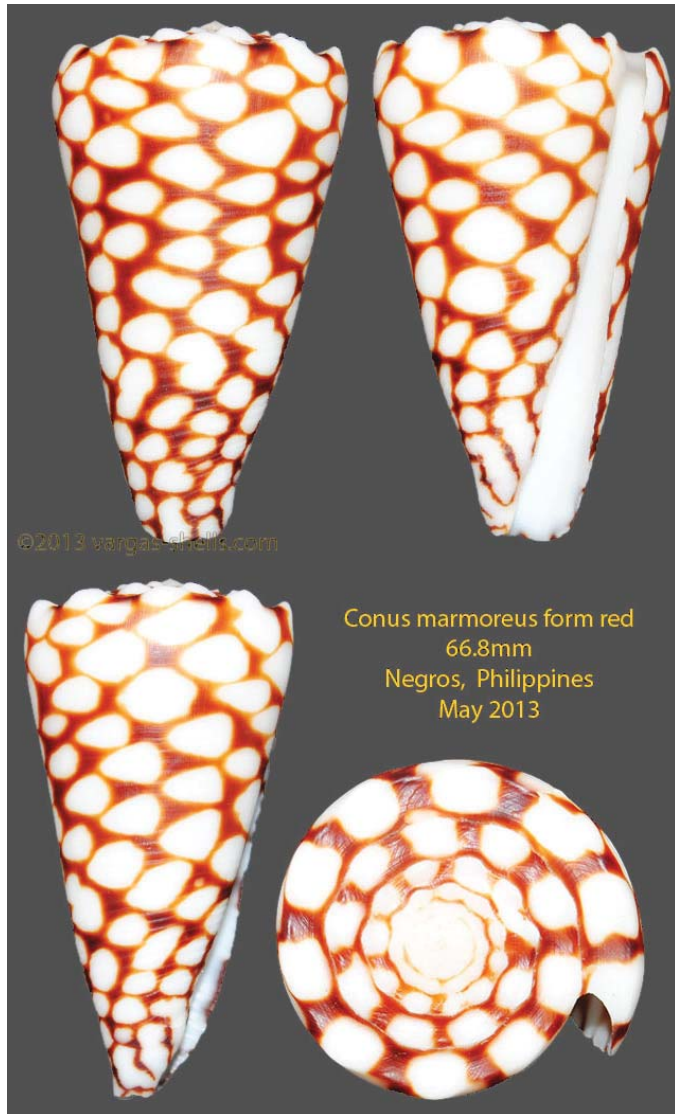 ©2013 vargas-shells.com
Conus marmoreus form red
66.8mm
Negros, Philippines
May 2013